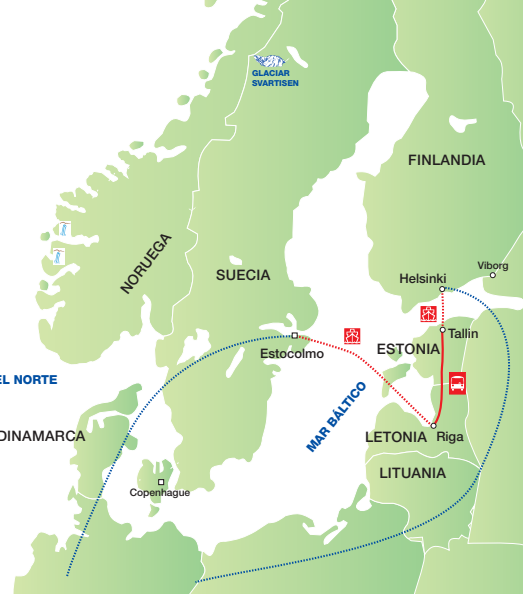 GLACIAR
SVARTISEN
FINLANDIA
NORUEGA
SUECIA
Viborg
Helsinki
Tallin
Estocolmo
ESTONIA
EL NORTE
MAR BÁLTICO
DINAMARCA
LETONIA
Riga
LITUANIA
Copenhague